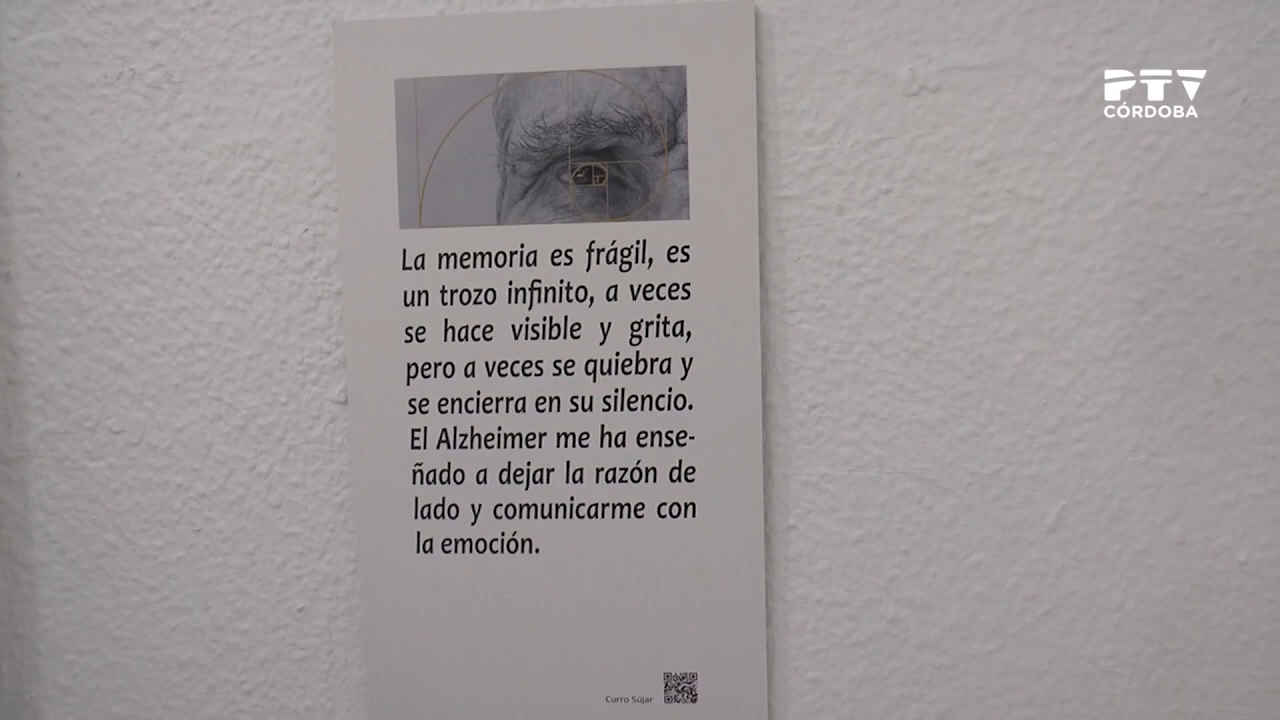 PTV
CÓRDOBA
La memoria es frágil, es
un trozo infinito, a veces
se hace visible y grita,
pero a veces se quiebra y
se encierra en su silencio.
El Alzheimer me ha ense-
ñado a dejar la razón de
lado y comunicarme con
la emoción.
Curro Sújar